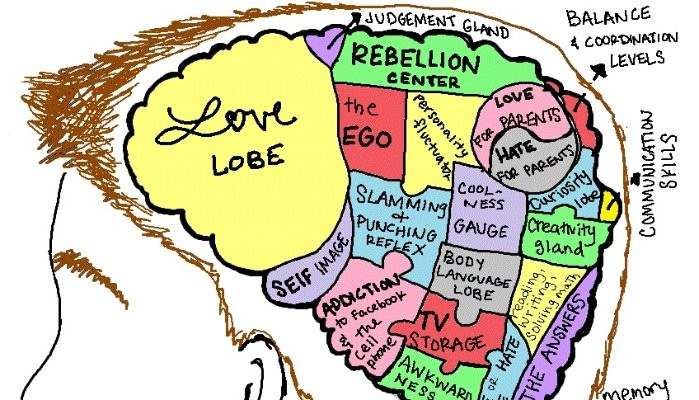 JUDGEMENT GLAND
BALANCE
& COORDINATION
LEVELS
REBELLION
CENTER
Love
LOBE
the
EGO
Personality
fluctuator
LOVE
FOR PARENTS
HATE
FOR PARENTS
COMMUNICATION
SKILLS
SLAMMING
&
PUNCHING
REFLEX
COOL-
NESS
GAUGE
Curiosity
lobe
Creativity
gland
SELF IMAGE
BODY
LANGUAGE
LOBE
reading,
writing,
solving math
THE ANSWERS
ADDICTION
to Facebook
& the
cell
phone
TV
STORAGE
OR HATE
AWKWARD
NESS
memory